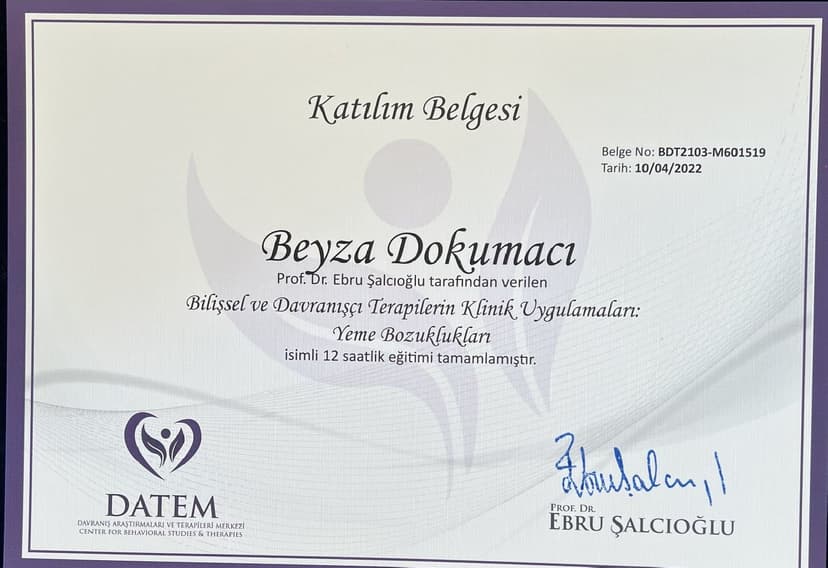 Katılım Belgesi
Belge No: BDT2103-M601519
Tarih: 10/04/2022
Beyza Dokumacı
Prof. Dr. Ebru Şalcıoğlu tarafından verilen
Bilişsel ve Davranışçı Terapilerin Klinik Uygulamaları:
Yeme Bozuklukları
isimli 12 saatlik eğitimi tamamlamıştır.
DATEM
DAVRANIŞ ARAŞTIRMALARI VE TERAPİLERİ MERKEZİ
CENTER FOR BEHAVIORAL STUDIES & THERAPIES
PROF. DR.
EBRU ŞALCIOĞLU